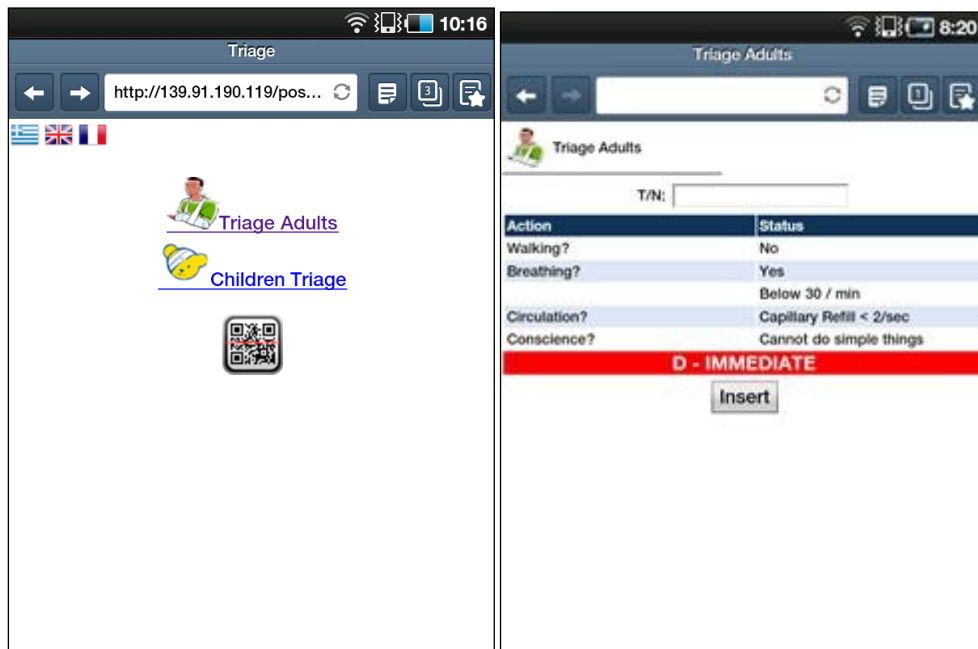 10:16
Triage
http://139.91.190.119/pos...
3
Triage Adults
Children Triage
8:20
Triage Adults
1
Triage Adults
T/N:
Action Status
Walking? No
Breathing? Yes
Below 30 / min
Circulation? Capillary Refill < 2/sec
Conscience? Cannot do simple things
D - IMMEDIATE
Insert